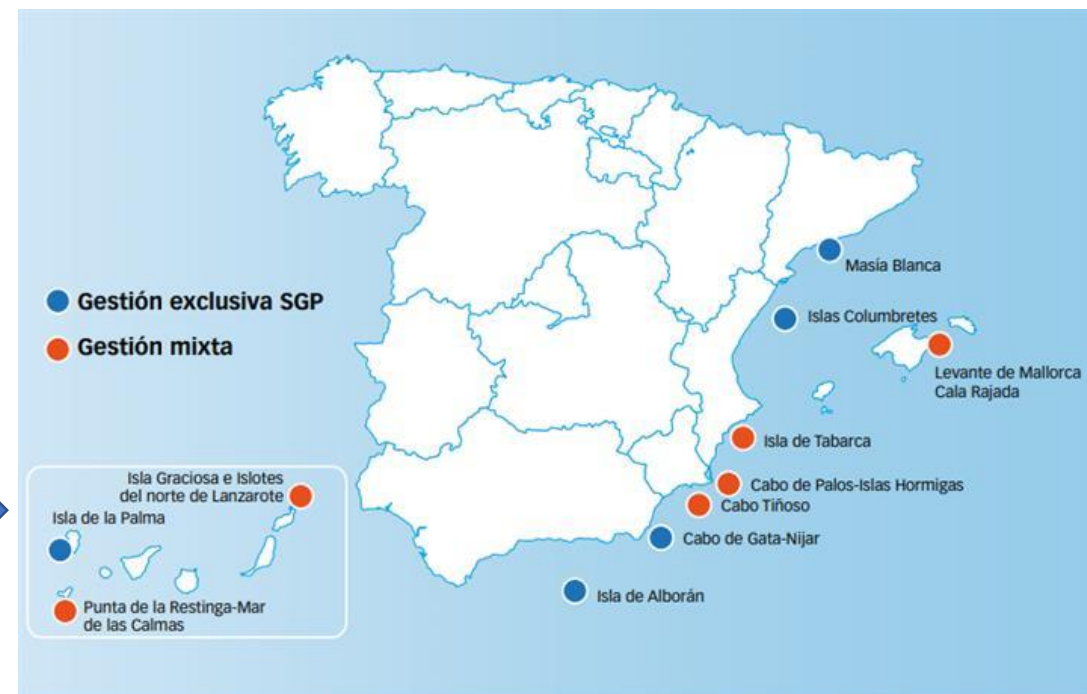 Gestión exclusiva SGP
Gestión mixta
Masía Blanca
Islas Columbretes
Levante de Mallorca
Cala Rajada
Isla de Tabarca
Cabo de Palos-Islas Hormigas
Cabo Tiñoso
Cabo de Gata-Nijar
Isla de Alborán
Isla Graciosa e Islotes
del norte de Lanzarote
Isla de la Palma
Punta de la Restinga-Mar
de las Calmas